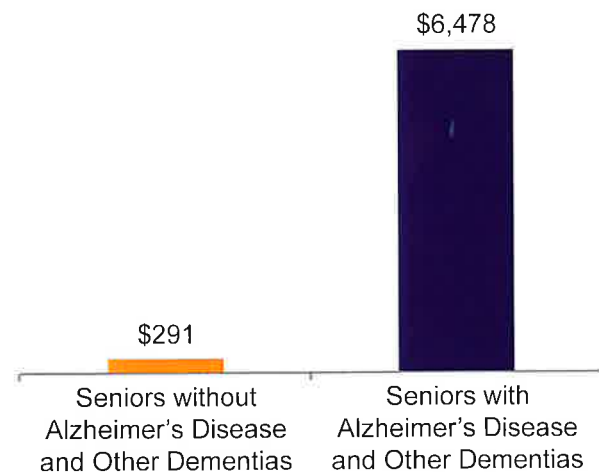 $6,478
$291
Seniors without
Alzheimer's Disease
and Other Dementias
Seniors with
Alzheimer's Disease
and Other Dementias